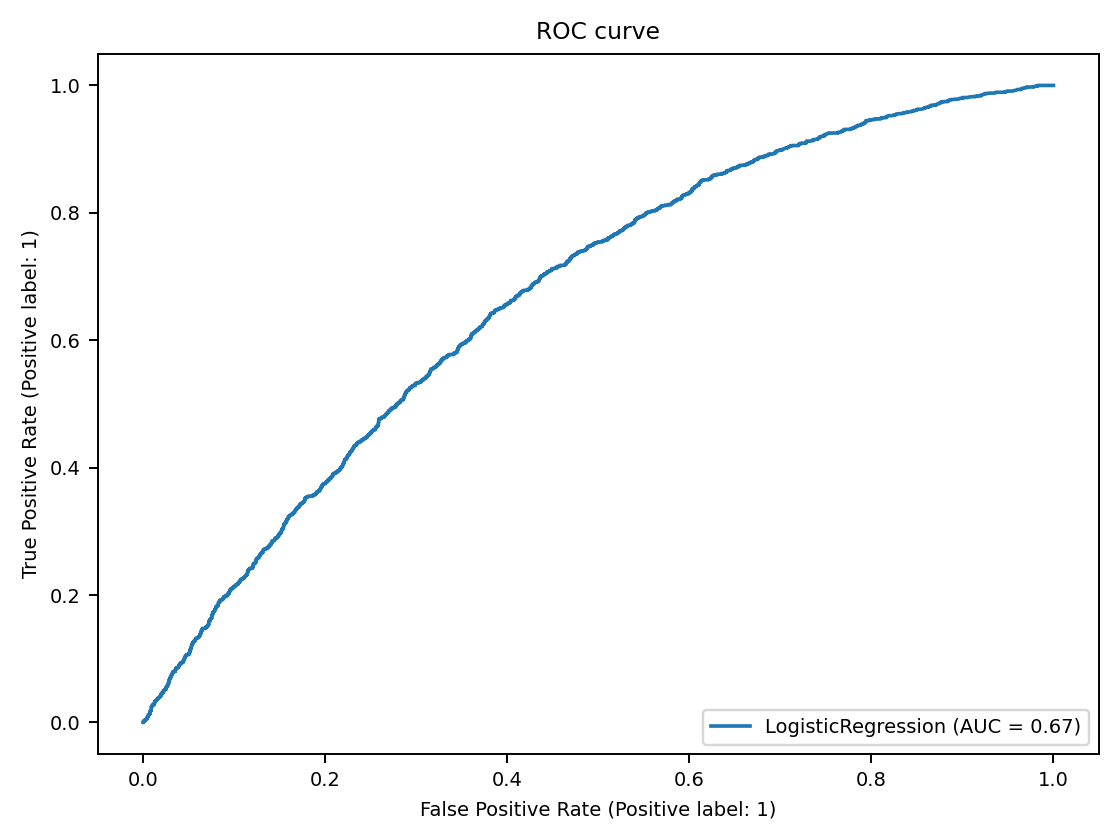 ROC curve
1.0
0.8
0.6
0.4
0.2
0.0
True Positive Rate (Positive label: 1)
LogisticRegression (AUC = 0.67)
0.0 0.2 0.4 0.6 0.8 1.0
False Positive Rate (Positive label: 1)